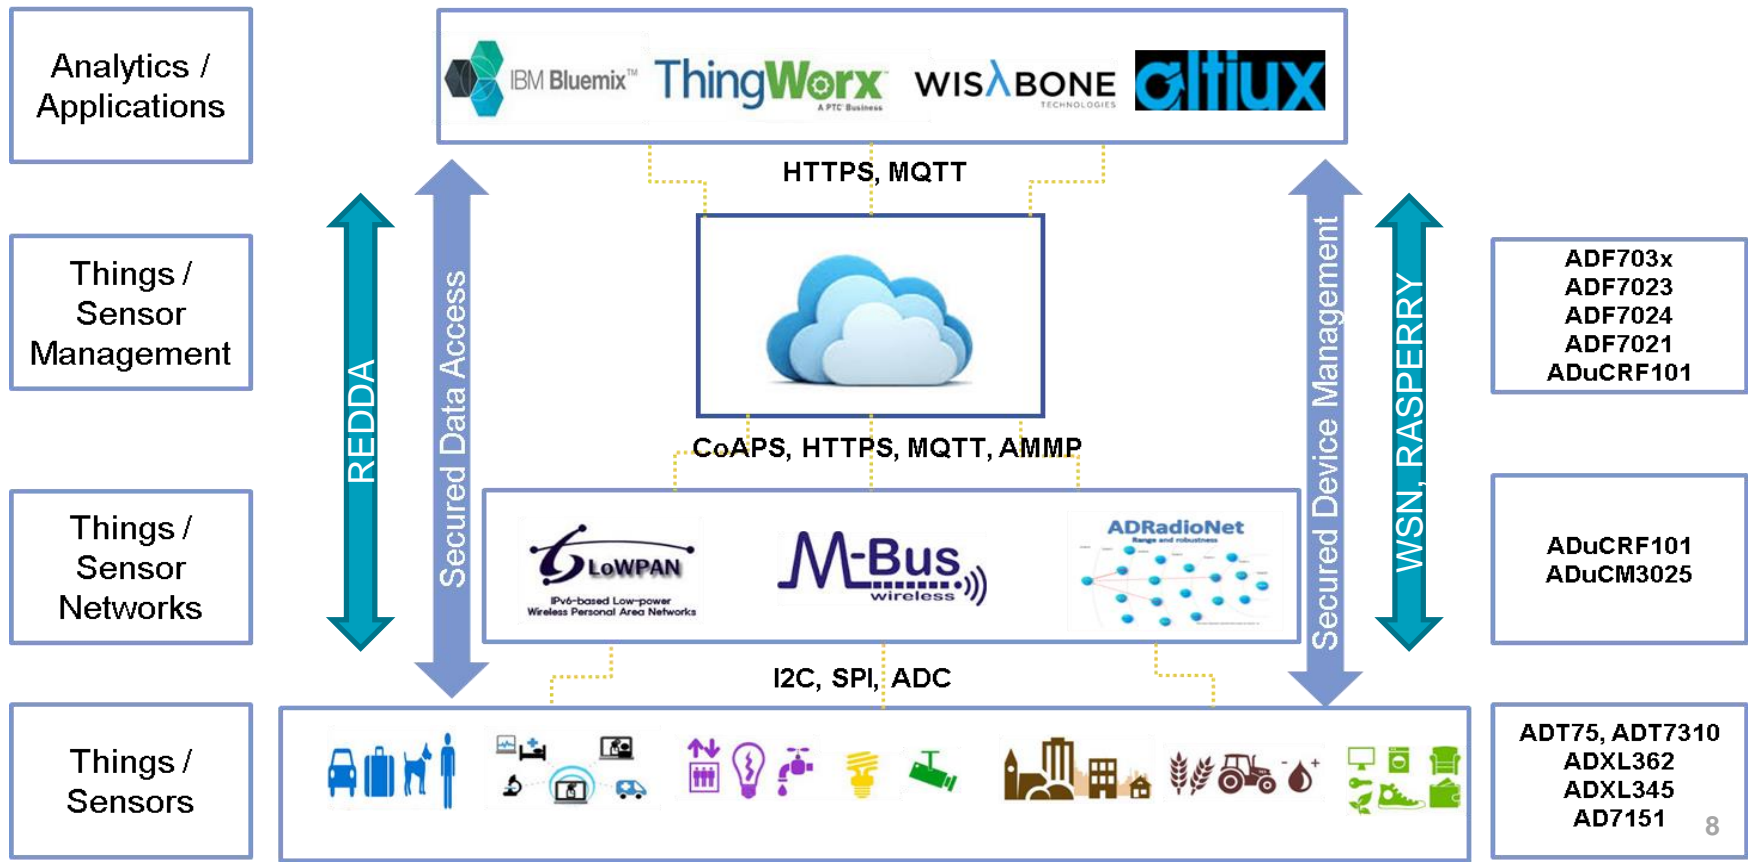 Analytics /
Applications
IBM Bluemix™
ThingWorx
A PTC Business
WISλBONE
TECHNOLOGIES
altiux
HTTPS, MQTT
Things /
Sensor
Management
REDDA
Secured Data Access
Secured Device Management
WSN, RASPERRY
ADF703x
ADF7023
ADF7024
ADF7021
ADuCRF101
CoAPS, HTTPS, MQTT, AMMP
Things /
Sensor
Networks
6LoWPAN
IPv6-based Low-power
Wireless Personal Area Networks
M-Bus
wireless
ADRadioNet
Range and robustness
ADuCRF101
ADuCM3025
I2C, SPI, ADC
Things /
Sensors
ADT75, ADT7310
ADXL362
ADXL345
AD7151
8